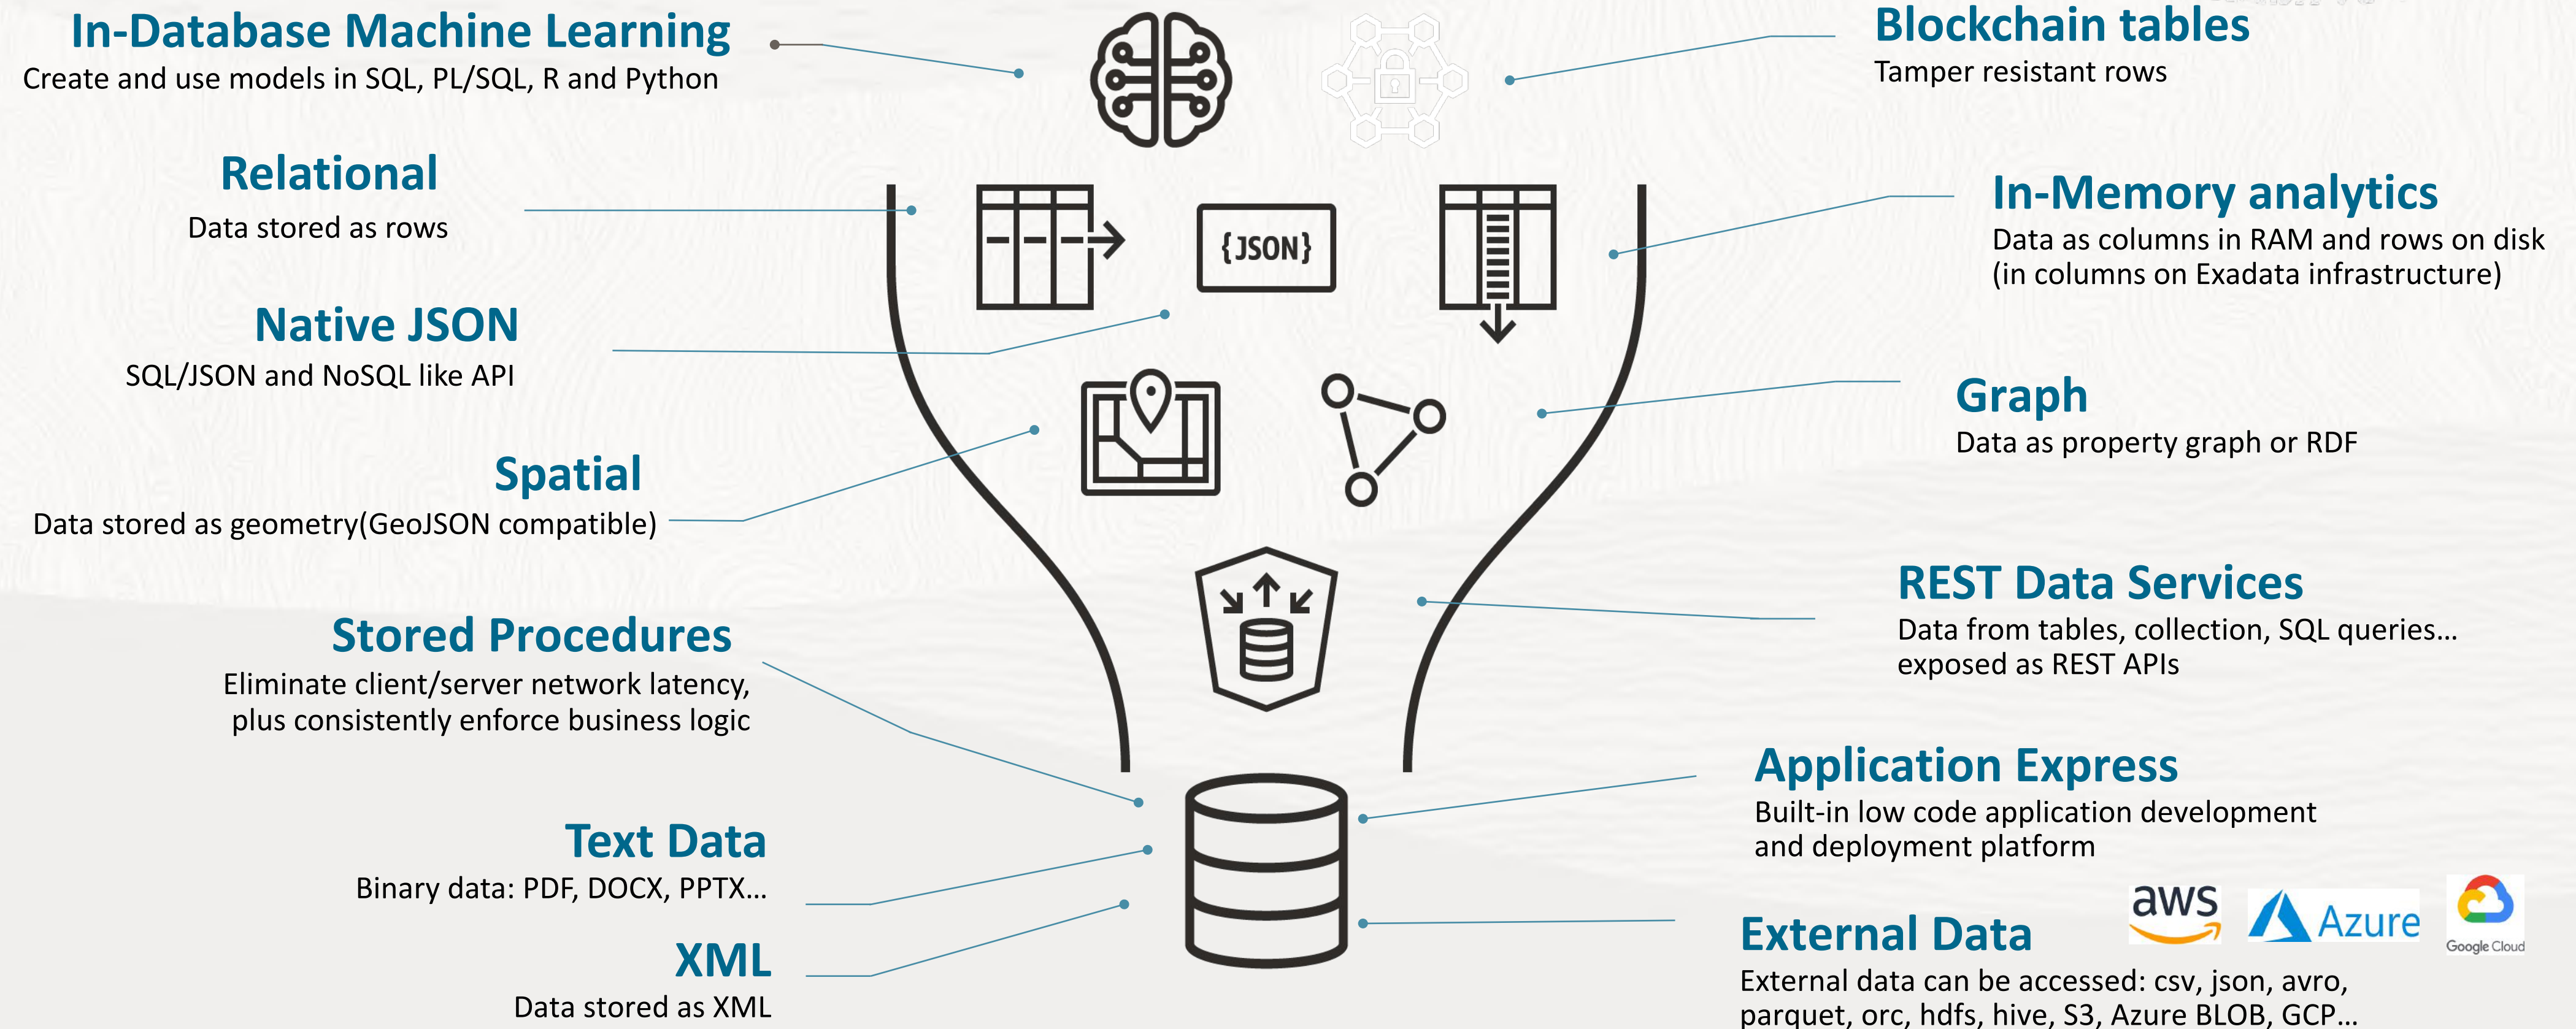 In-Database Machine Learning
Create and use models in SQL, PL/SQL, R and Python
Relational
Data stored as rows
Native JSON
SQL/JSON and NoSQL like API
Spatial
Data stored as geometry(GeoJSON compatible)
Stored Procedures
Eliminate client/server network latency,
plus consistently enforce business logic
Text Data
Binary data: PDF, DOCX, PPTX...
XML
Data stored as XML
{JSON}
Blockchain tables
Tamper resistant rows
In-Memory analytics
Data as columns in RAM and rows on disk
(in columns on Exadata infrastructure)
Graph
Data as property graph or RDF
REST Data Services
Data from tables, collection, SQL queries...
exposed as REST APIs
Application Express
Built-in low code application development
and deployment platform
aws
Azure
Google Cloud
External Data
External data can be accessed: csv, json, avro,
parquet, orc, hdfs, hive, S3, Azure BLOB, GCP...